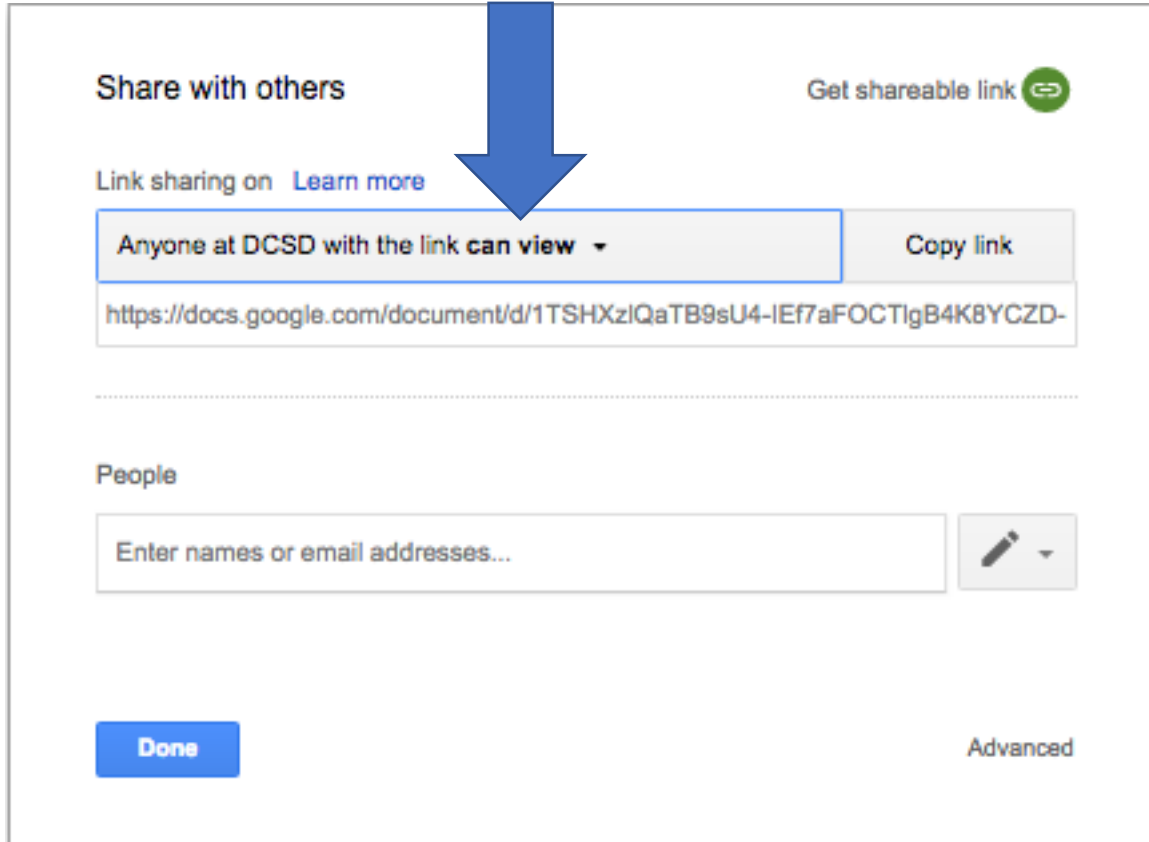 Share with others
Get shareable link
Link sharing on Learn more
Anyone at DCSD with the link can view
Copy link
https://docs.google.com/document/d/1TSHXzlQaTB9sU4-lEf7aFOCTlgB4K8YCZD-
People
Enter names or email addresses...
Done
Advanced